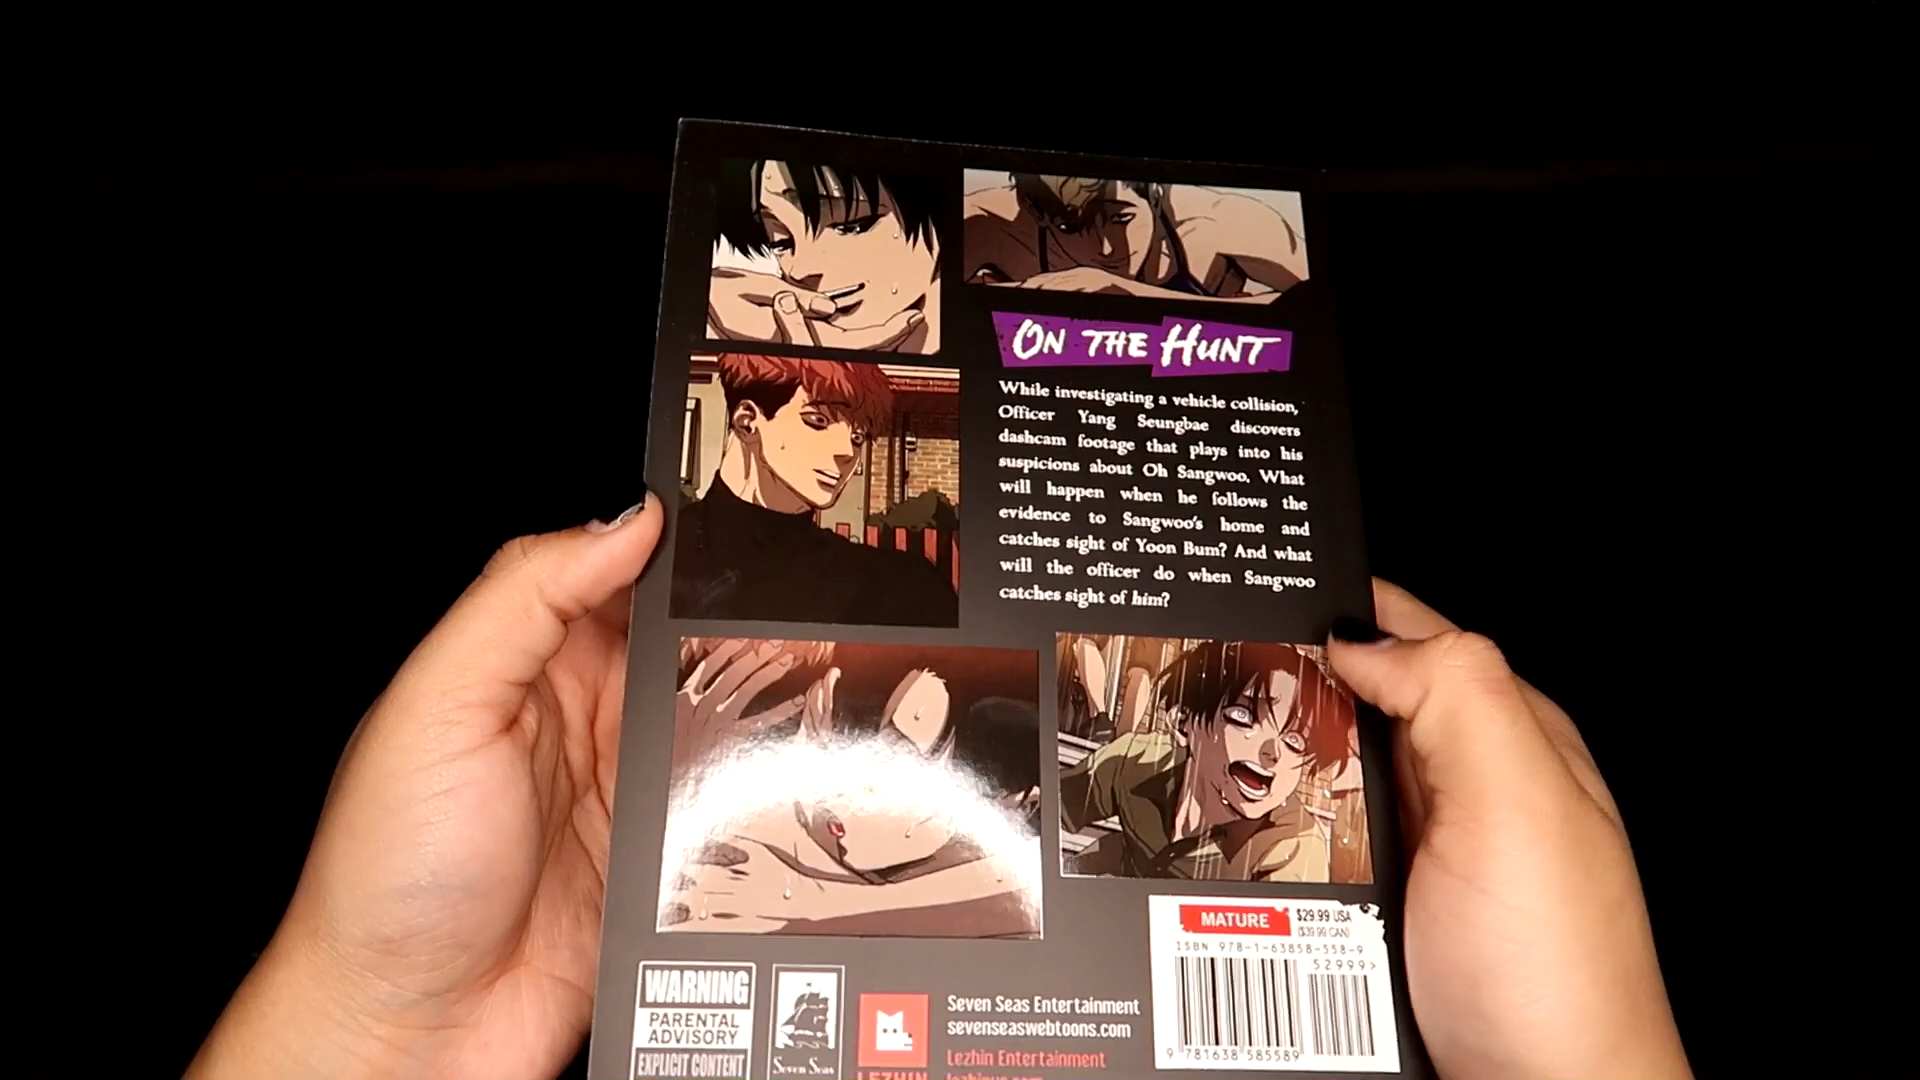 ON THE HUNT
While investigating a vehicle collision,
Officer Yang Seungbae discovers
dashcam footage that plays into his
suspicions about Oh Sangwoo. What
will happen when he follows the
evidence to Sangwoo's home and
catches sight of Yoon Bum? And what
will the officer do when Sangwoo
catches sight of him?
MATURE
$29.99 USA
($39.99 CAN)
ISBN 978-1-63858-558-9
52999>
9 781638 585589
WARNING
PARENTAL
ADVISORY
EXPLICIT CONTENT
Seven Seas
LEZHIN
Seven Seas Entertainment
sevenseaswebtoons.com
Lezhin Entertainment